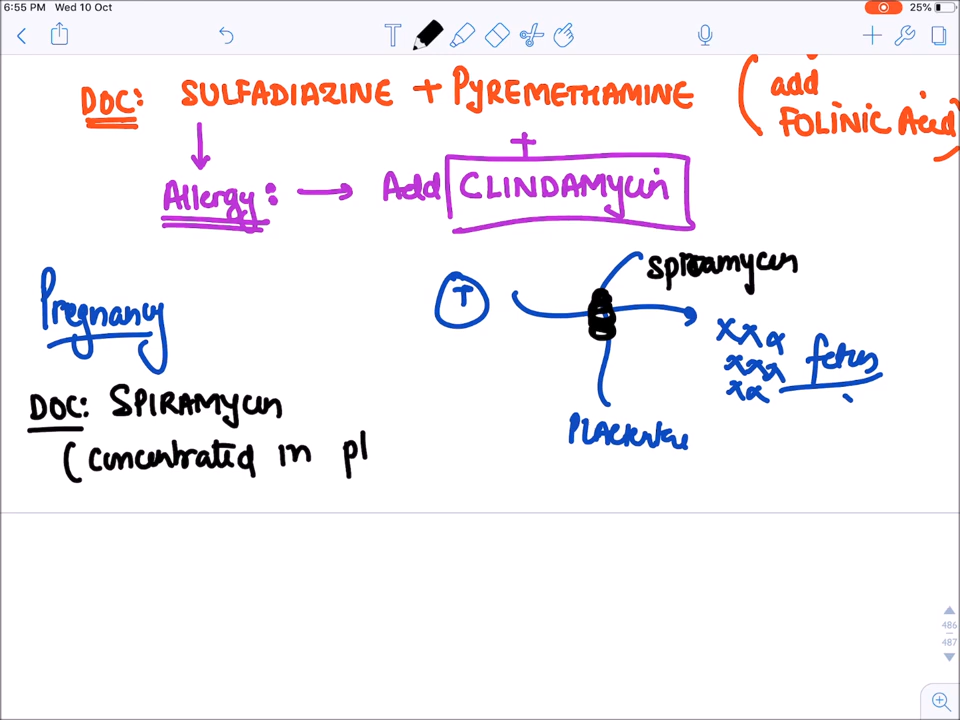 6:55 PM Wed 10 Oct 25%
T
DOC: SULFADIAZINE + PYREMETHAMINE (add
FOLINIC Acid)
+
Allergy: → Add CLINDAMYCIN
Pregnancy
T
SPIRAMYCIN
fetus
DOC: SPIRAMYCIN
PLACENTAE
(concentrated in pl
486
487